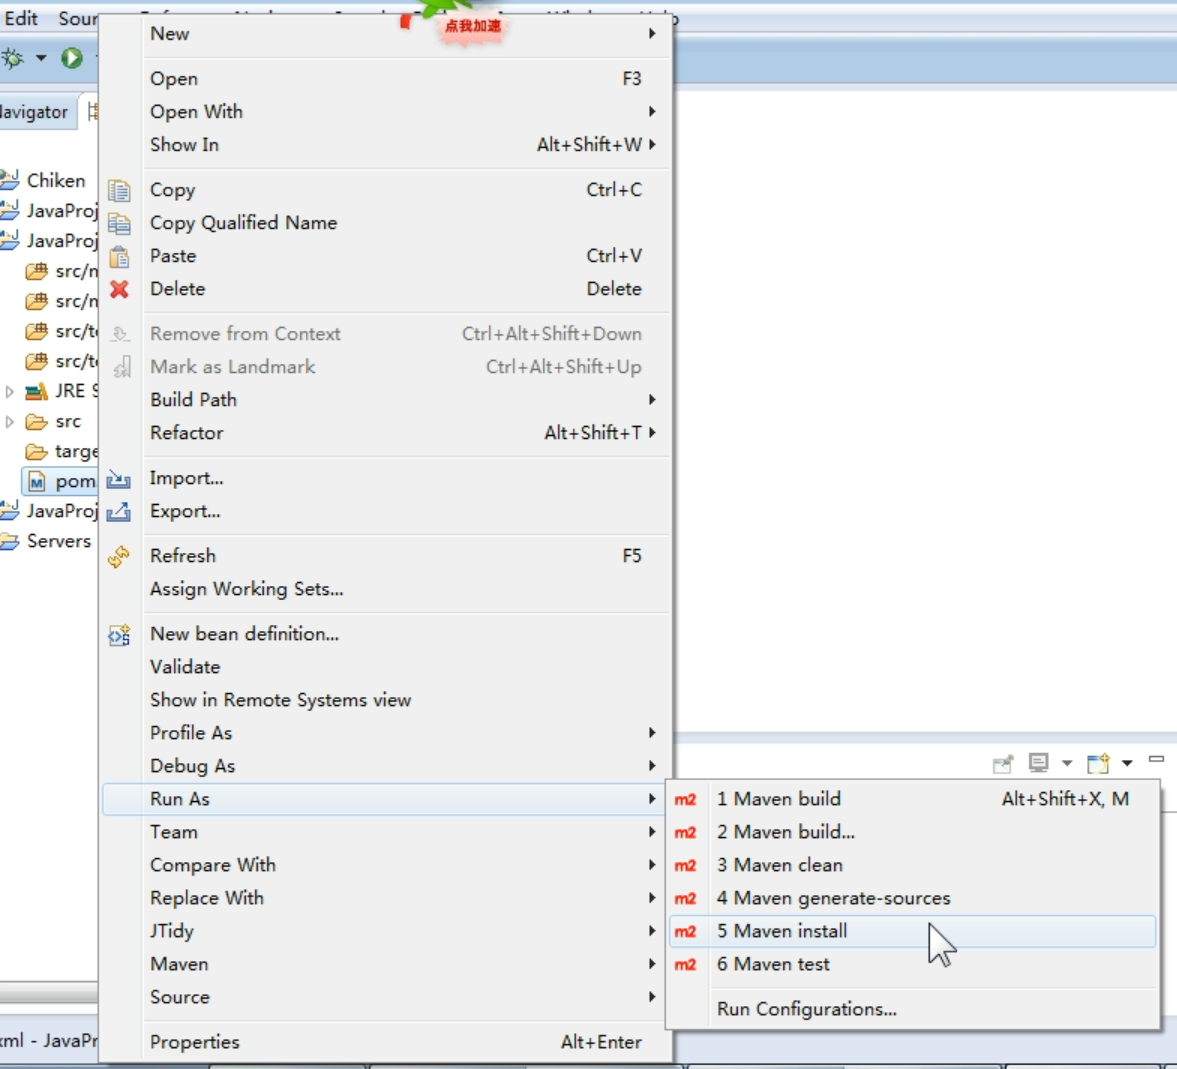 Edit
点我加速
New
Open F3
Open With
Show In Alt+Shift+W
Copy Ctrl+C
Copy Qualified Name
Paste Ctrl+V
Delete Delete
Remove from Context Ctrl+Alt+Shift+Down
Mark as Landmark Ctrl+Alt+Shift+Up
Build Path
Refactor Alt+Shift+T
Import...
Export...
Refresh F5
Assign Working Sets...
New bean definition...
Validate
Show in Remote Systems view
Profile As
Debug As
Run As
Team
Compare With
Replace With
JTidy
Maven
Source
Properties Alt+Enter
m2 1 Maven build Alt+Shift+X, M
m2 2 Maven build...
m2 3 Maven clean
m2 4 Maven generate-sources
m2 5 Maven install
m2 6 Maven test
Run Configurations...
avigator
Chiken
JavaProj
JavaProj
src/
src/
src/t
src/t
JRE S
src
targe
pom
JavaProj
Servers
xml - JavaPr